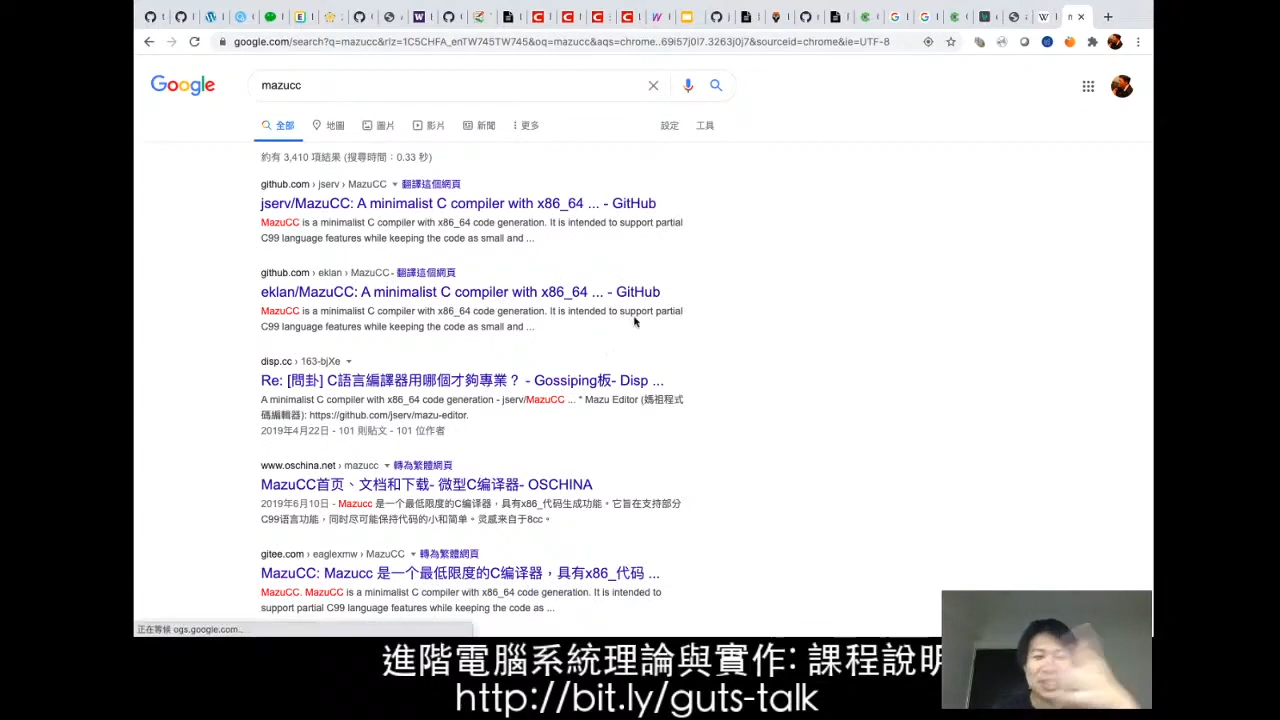 google.com/search?q=mazucc&rlz=1C5CHFA_enTW745TW745&oq=mazucc&aqs=chrome..69i57j0l7.3263j0j7&sourceid=chrome&ie=UTF-8
Google
mazucc
全部 地圖 圖片 影片 新聞 更多 設定 工具
約有 3,410 項結果 (搜尋時間：0.33 秒)
github.com › jserv › MazuCC 翻譯這個網頁
jserv/MazuCC: A minimalist C compiler with x86_64 ... - GitHub
MazuCC is a minimalist C compiler with x86_64 code generation. It is intended to support partial
C99 language features while keeping the code as small and ...
github.com › eklan › MazuCC- 翻譯這個網頁
eklan/MazuCC: A minimalist C compiler with x86_64 ... - GitHub
MazuCC is a minimalist C compiler with x86_64 code generation. It is intended to support partial
C99 language features while keeping the code as small and ...
disp.cc › 163-bjXe
Re: [問卦] C語言編譯器用哪個才夠專業？ - Gossiping板- Disp ...
A minimalist C compiler with x86_64 code generation - jserv/MazuCC ... * Mazu Editor (媽祖程式
碼編輯器): https://github.com/jserv/mazu-editor.
2019年4月22日 - 101 則貼文 - 101 位作者
www.oschina.net › mazucc 轉為繁體網頁
MazuCC首页、文档和下载- 微型C编译器- OSCHINA
2019年6月10日 - Mazucc 是一个最低限度的C编译器，具有x86_代码生成功能。它旨在支持部分
C99语言功能，同时尽可能保持代码的小和简单。灵感来自于8cc。
gitee.com › eaglexmw › MazuCC 轉為繁體網頁
MazuCC: Mazucc 是一个最低限度的C编译器，具有x86_代码 ...
MazuCC. MazuCC is a minimalist C compiler with x86_64 code generation. It is intended to
support partial C99 language features while keeping the code as ...
正在等候 ogs.google.com...
進階電腦系統理論與實作: 課程說明
http://bit.ly/guts-talk